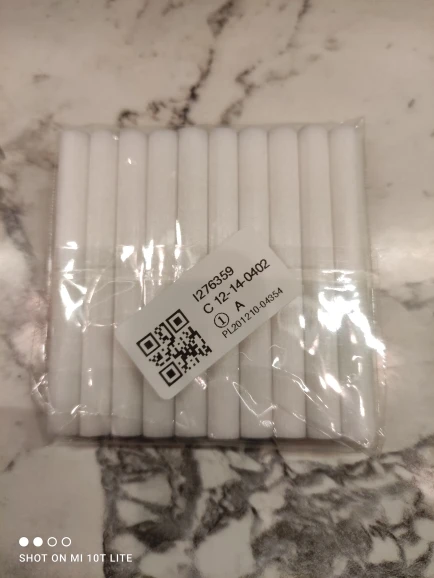 I276359
C 12-14-0402
① A
PL201210-04354
SHOT ON MI 10T LITE